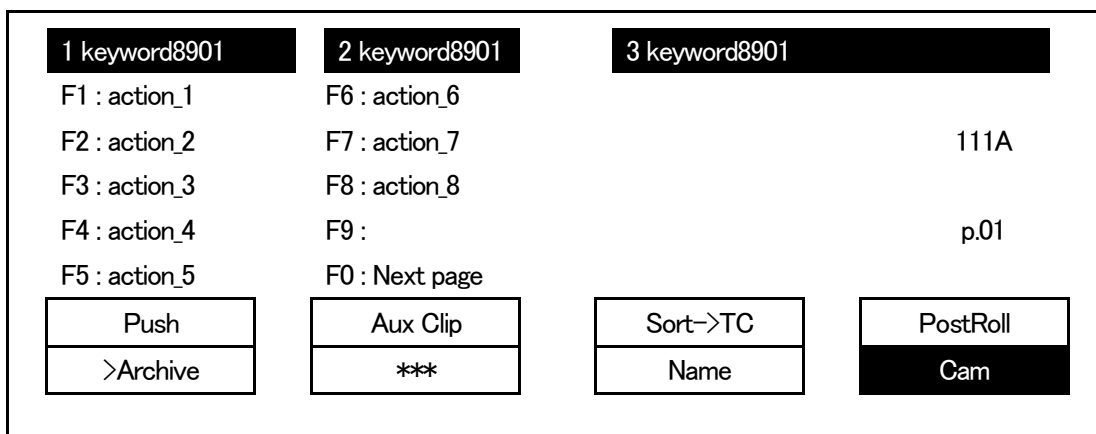 1 keyword8901 2 keyword8901 3 keyword8901
F1 : action_1 F6 : action_6
F2 : action_2 F7 : action_7 111A
F3 : action_3 F8 : action_8
F4 : action_4 F9 : p.01
F5 : action_5 F0 : Next page
Push Aux Clip Sort->TC PostRoll
>Archive *** Name Cam